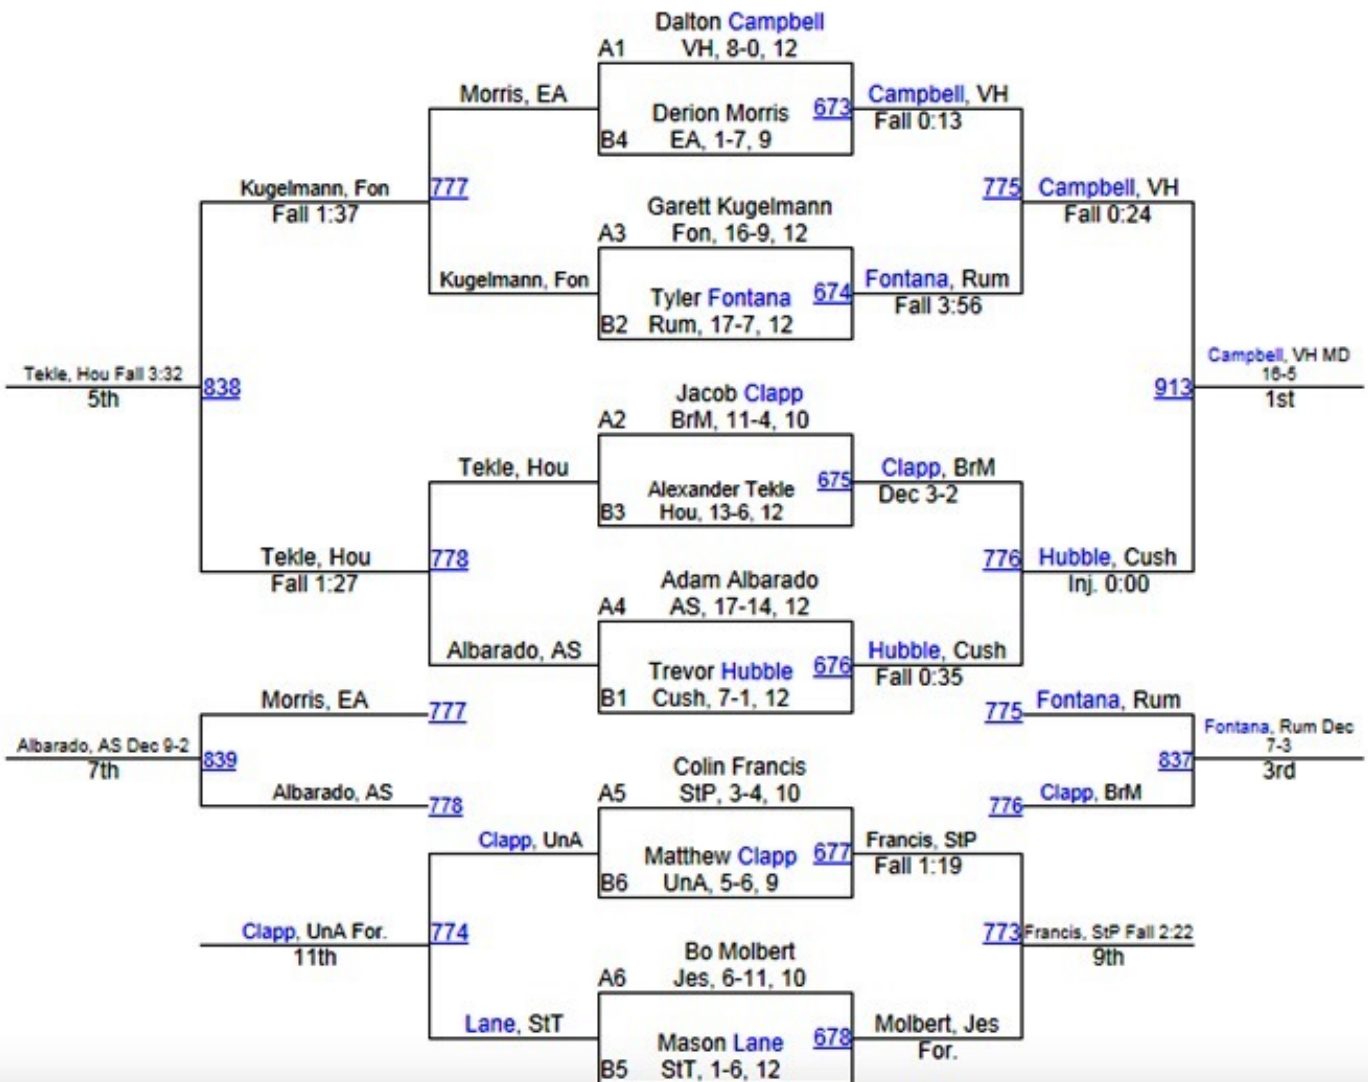 Dalton Campbell
A1 VH, 8-0, 12
Morris, EA
Derion Morris 673 Campbell, VH
Fall 0:13
B4 EA, 1-7, 9
Kugelmann, Fon 777
Fall 1:37
775 Campbell, VH
Fall 0:24
Garett Kugelmann
A3 Fon, 16-9, 12
Kugelmann, Fon
Tyler Fontana 674 Fontana, Rum
Fall 3:56
B2 Rum, 17-7, 12
Tekle, Hou Fall 3:32 838
5th
913 Campbell, VH MD
16-5
1st
Jacob Clapp
A2 BrM, 11-4, 10
Tekle, Hou
Alexander Tekle 675 Clapp, BrM
Dec 3-2
B3 Hou, 13-6, 12
Tekle, Hou 778
Fall 1:27
776 Hubble, Cush
Inj. 0:00
Adam Albarado
A4 AS, 17-14, 12
Albarado, AS
Trevor Hubble 676 Hubble, Cush
Fall 0:35
B1 Cush, 7-1, 12
Morris, EA 777
775 Fontana, Rum
Albarado, AS Dec 9-2 839
7th
837 Fontana, Rum Dec
7-3
3rd
Albarado, AS 778
776 Clapp, BrM
Colin Francis
A5 StP, 3-4, 10
Clapp, UnA
Matthew Clapp 677 Francis, StP
Fall 1:19
B6 UnA, 5-6, 9
Clapp, UnA For. 774
11th
773 Francis, StP Fall 2:22
9th
Bo Molbert
A6 Jes, 6-11, 10
Lane, StT
Mason Lane 678 Molbert, Jes
For.
B5 StT, 1-6, 12